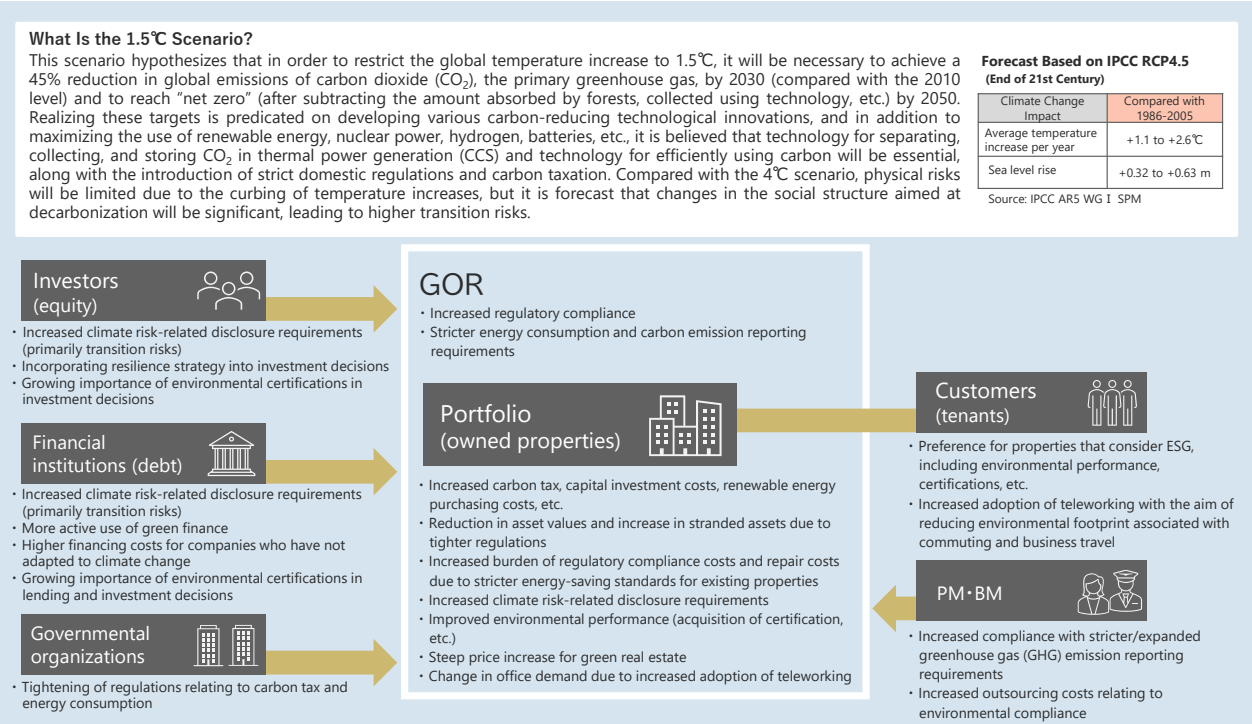 What Is the 1.5℃ Scenario?
This scenario hypothesizes that in order to restrict the global temperature increase to 1.5℃, it will be necessary to achieve a
45% reduction in global emissions of carbon dioxide (CO₂), the primary greenhouse gas, by 2030 (compared with the 2010
level) and to reach “net zero” (after subtracting the amount absorbed by forests, collected using technology, etc.) by 2050.
Realizing these targets is predicated on developing various carbon-reducing technological innovations, and in addition to
maximizing the use of renewable energy, nuclear power, hydrogen, batteries, etc., it is believed that technology for separating,
collecting, and storing CO₂ in thermal power generation (CCS) and technology for efficiently using carbon will be essential,
along with the introduction of strict domestic regulations and carbon taxation. Compared with the 4℃ scenario, physical risks
will be limited due to the curbing of temperature increases, but it is forecast that changes in the social structure aimed at
decarbonization will be significant, leading to higher transition risks.
Forecast Based on IPCC RCP4.5
(End of 21st Century)
Climate Change
Impact
Compared with
1986-2005
Average temperature
increase per year
+1.1 to +2.6℃
Sea level rise
+0.32 to +0.63 m
Source: IPCC AR5 WG I SPM
Investors
(equity)
・Increased climate risk-related disclosure requirements
(primarily transition risks)
・Incorporating resilience strategy into investment decisions
・Growing importance of environmental certifications in
investment decisions
Financial
institutions (debt)
・Increased climate risk-related disclosure requirements
(primarily transition risks)
・More active use of green finance
・Higher financing costs for companies who have not
adapted to climate change
・Growing importance of environmental certifications in
lending and investment decisions
Governmental
organizations
・Tightening of regulations relating to carbon tax and
energy consumption
GOR
・Increased regulatory compliance
・Stricter energy consumption and carbon emission reporting
requirements
Portfolio
(owned properties)
・Increased carbon tax, capital investment costs, renewable energy
purchasing costs, etc.
・Reduction in asset values and increase in stranded assets due to
tighter regulations
・Increased burden of regulatory compliance costs and repair costs
due to stricter energy-saving standards for existing properties
・Increased climate risk-related disclosure requirements
・Improved environmental performance (acquisition of certification,
etc.)
・Steep price increase for green real estate
・Change in office demand due to increased adoption of teleworking
Customers
(tenants)
・Preference for properties that consider ESG,
including environmental performance,
certifications, etc.
・Increased adoption of teleworking with the aim of
reducing environmental footprint associated with
commuting and business travel
PM・BM
・Increased compliance with stricter/expanded
greenhouse gas (GHG) emission reporting
requirements
・Increased outsourcing costs relating to
environmental compliance